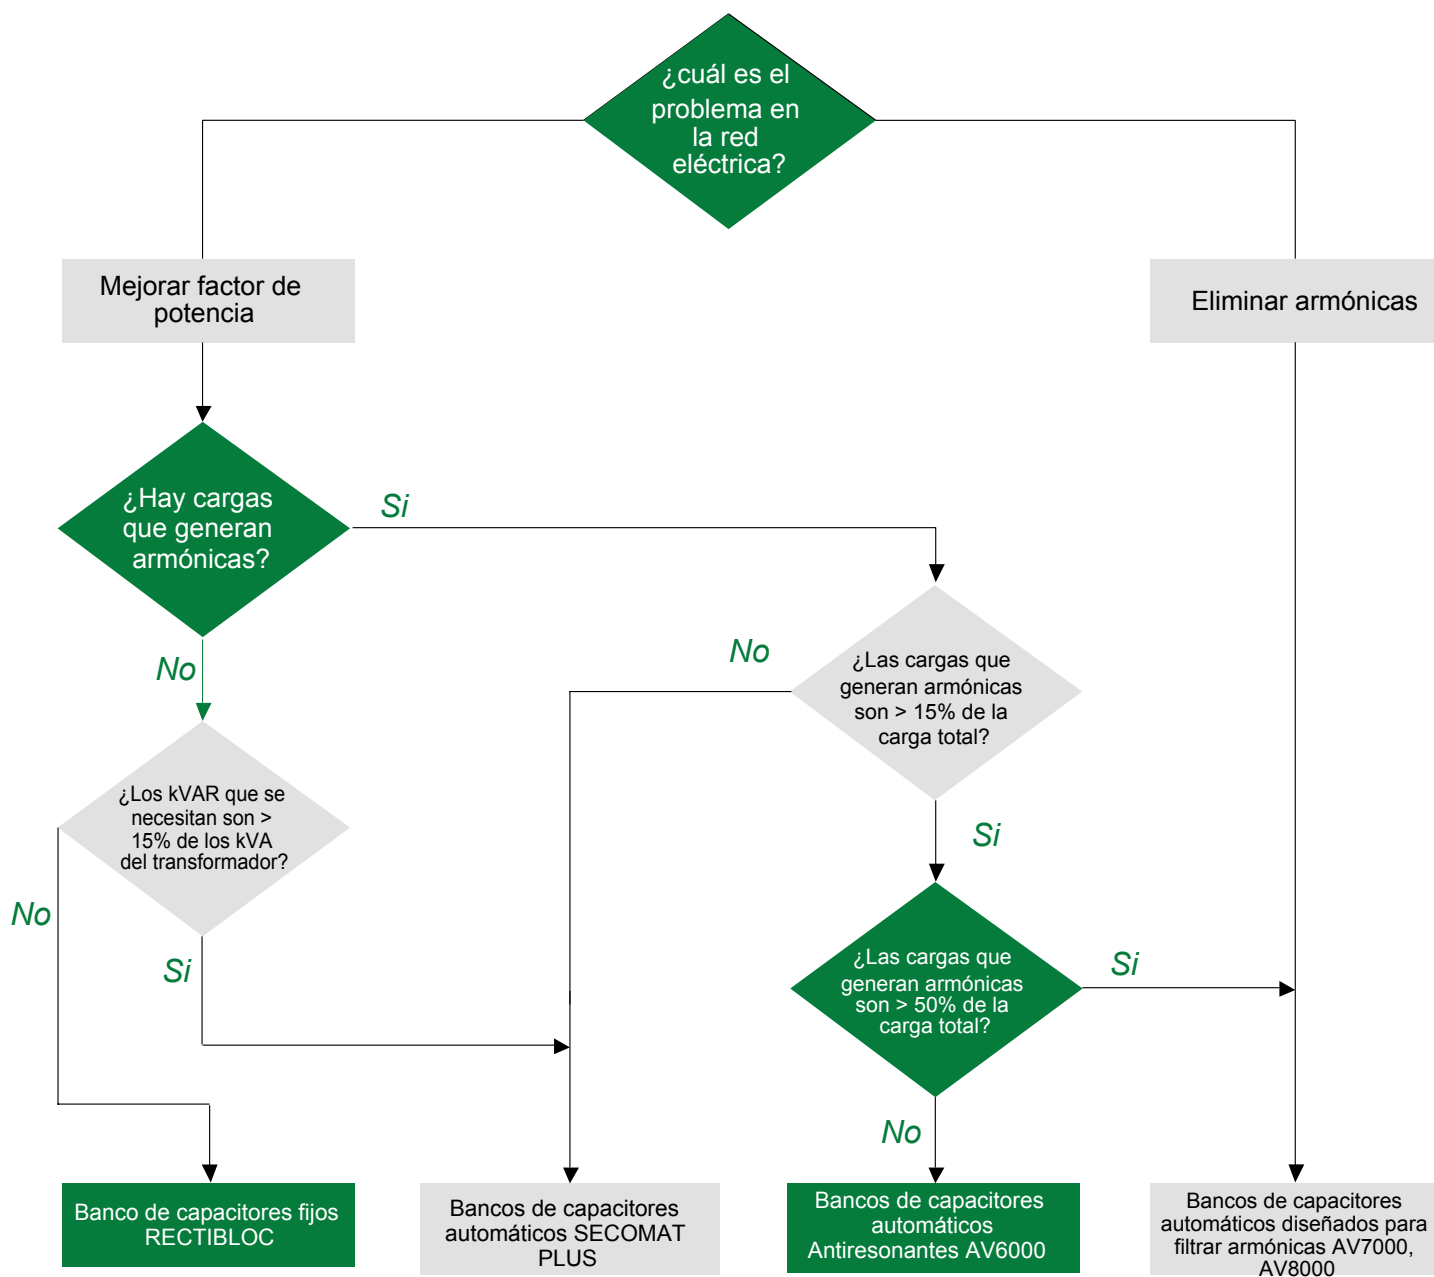 ¿cuál es el
problema en
la red
eléctrica?
Mejorar factor de
potencia
Eliminar armónicas
¿Hay cargas
que generan
armónicas?
Si
No
No
¿Las cargas que
generan armónicas
son > 15% de la
carga total?
¿Los kVAR que se
necesitan son >
15% de los kVA
del transformador?
Si
No
Si
¿Las cargas que
generan armónicas
son > 50% de la
carga total?
Si
No
Banco de capacitores fijos
RECTIBLOC
Bancos de capacitores
automáticos SECOMAT
PLUS
Bancos de capacitores
automáticos
Antiresonantes AV6000
Bancos de capacitores
automáticos diseñados para
filtrar armónicas AV7000,
AV8000